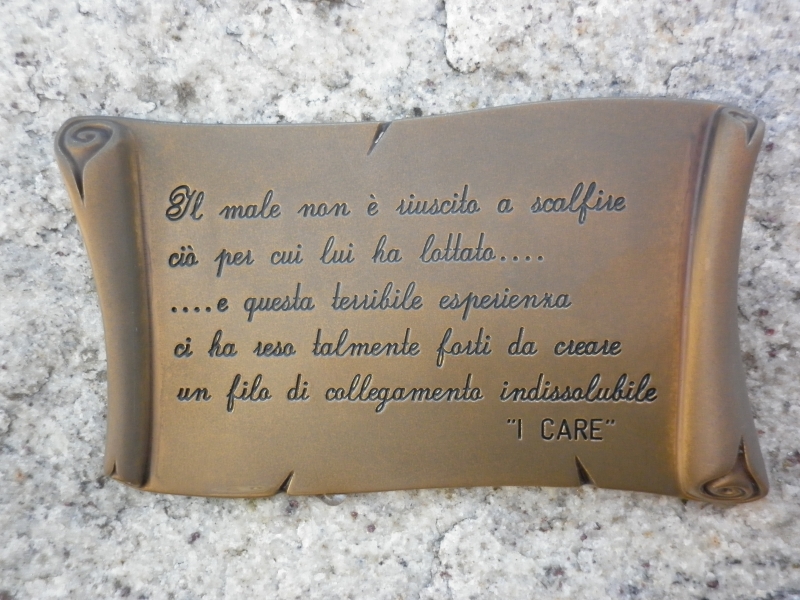 Il male non è riuscito a scalfire
ciò per cui lui ha lottato....
....e questa terribile esperienza
ci ha reso talmente forti da creare
un filo di collegamento indissolubile
"I CARE"